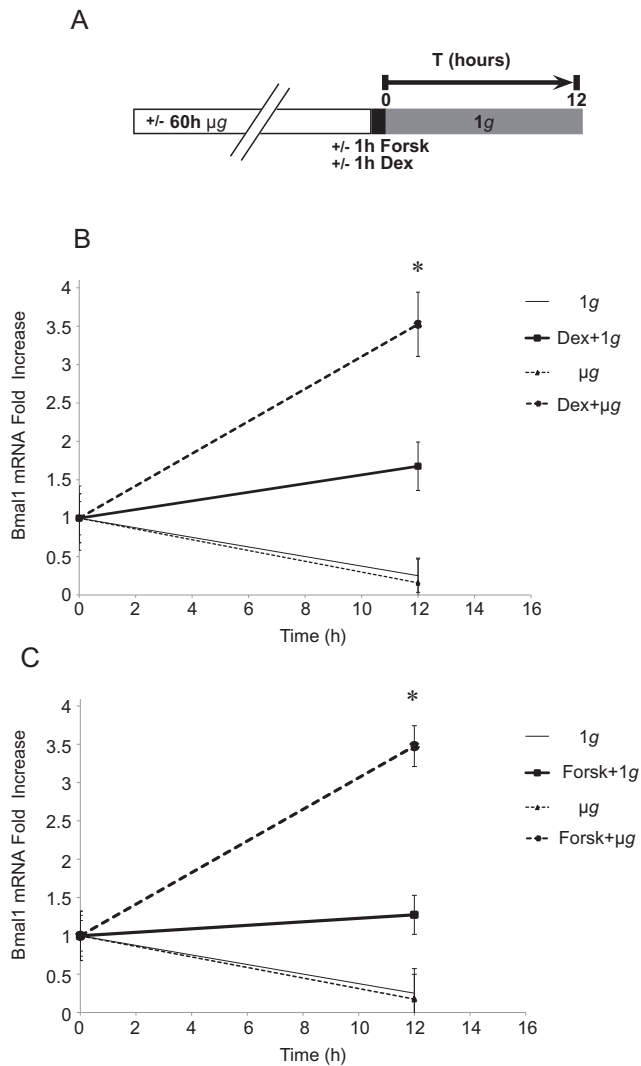 A
T (hours)
0 12
+/- 60h µg
1g
+/- 1h Forsk
+/- 1h Dex
B
Bmal1 mRNA Fold Increase
4
3.5
3
2.5
2
1.5
1
0.5
0
*
0 2 4 6 8 10 12 14 16
Time (h)
1g
Dex+1g
µg
Dex+µg
C
Bmal1 mRNA Fold Increase
4
3.5
3
2.5
2
1.5
1
0.5
0
*
0 2 4 6 8 10 12 14 16
Time (h)
1g
Forsk+1g
µg
Forsk+µg